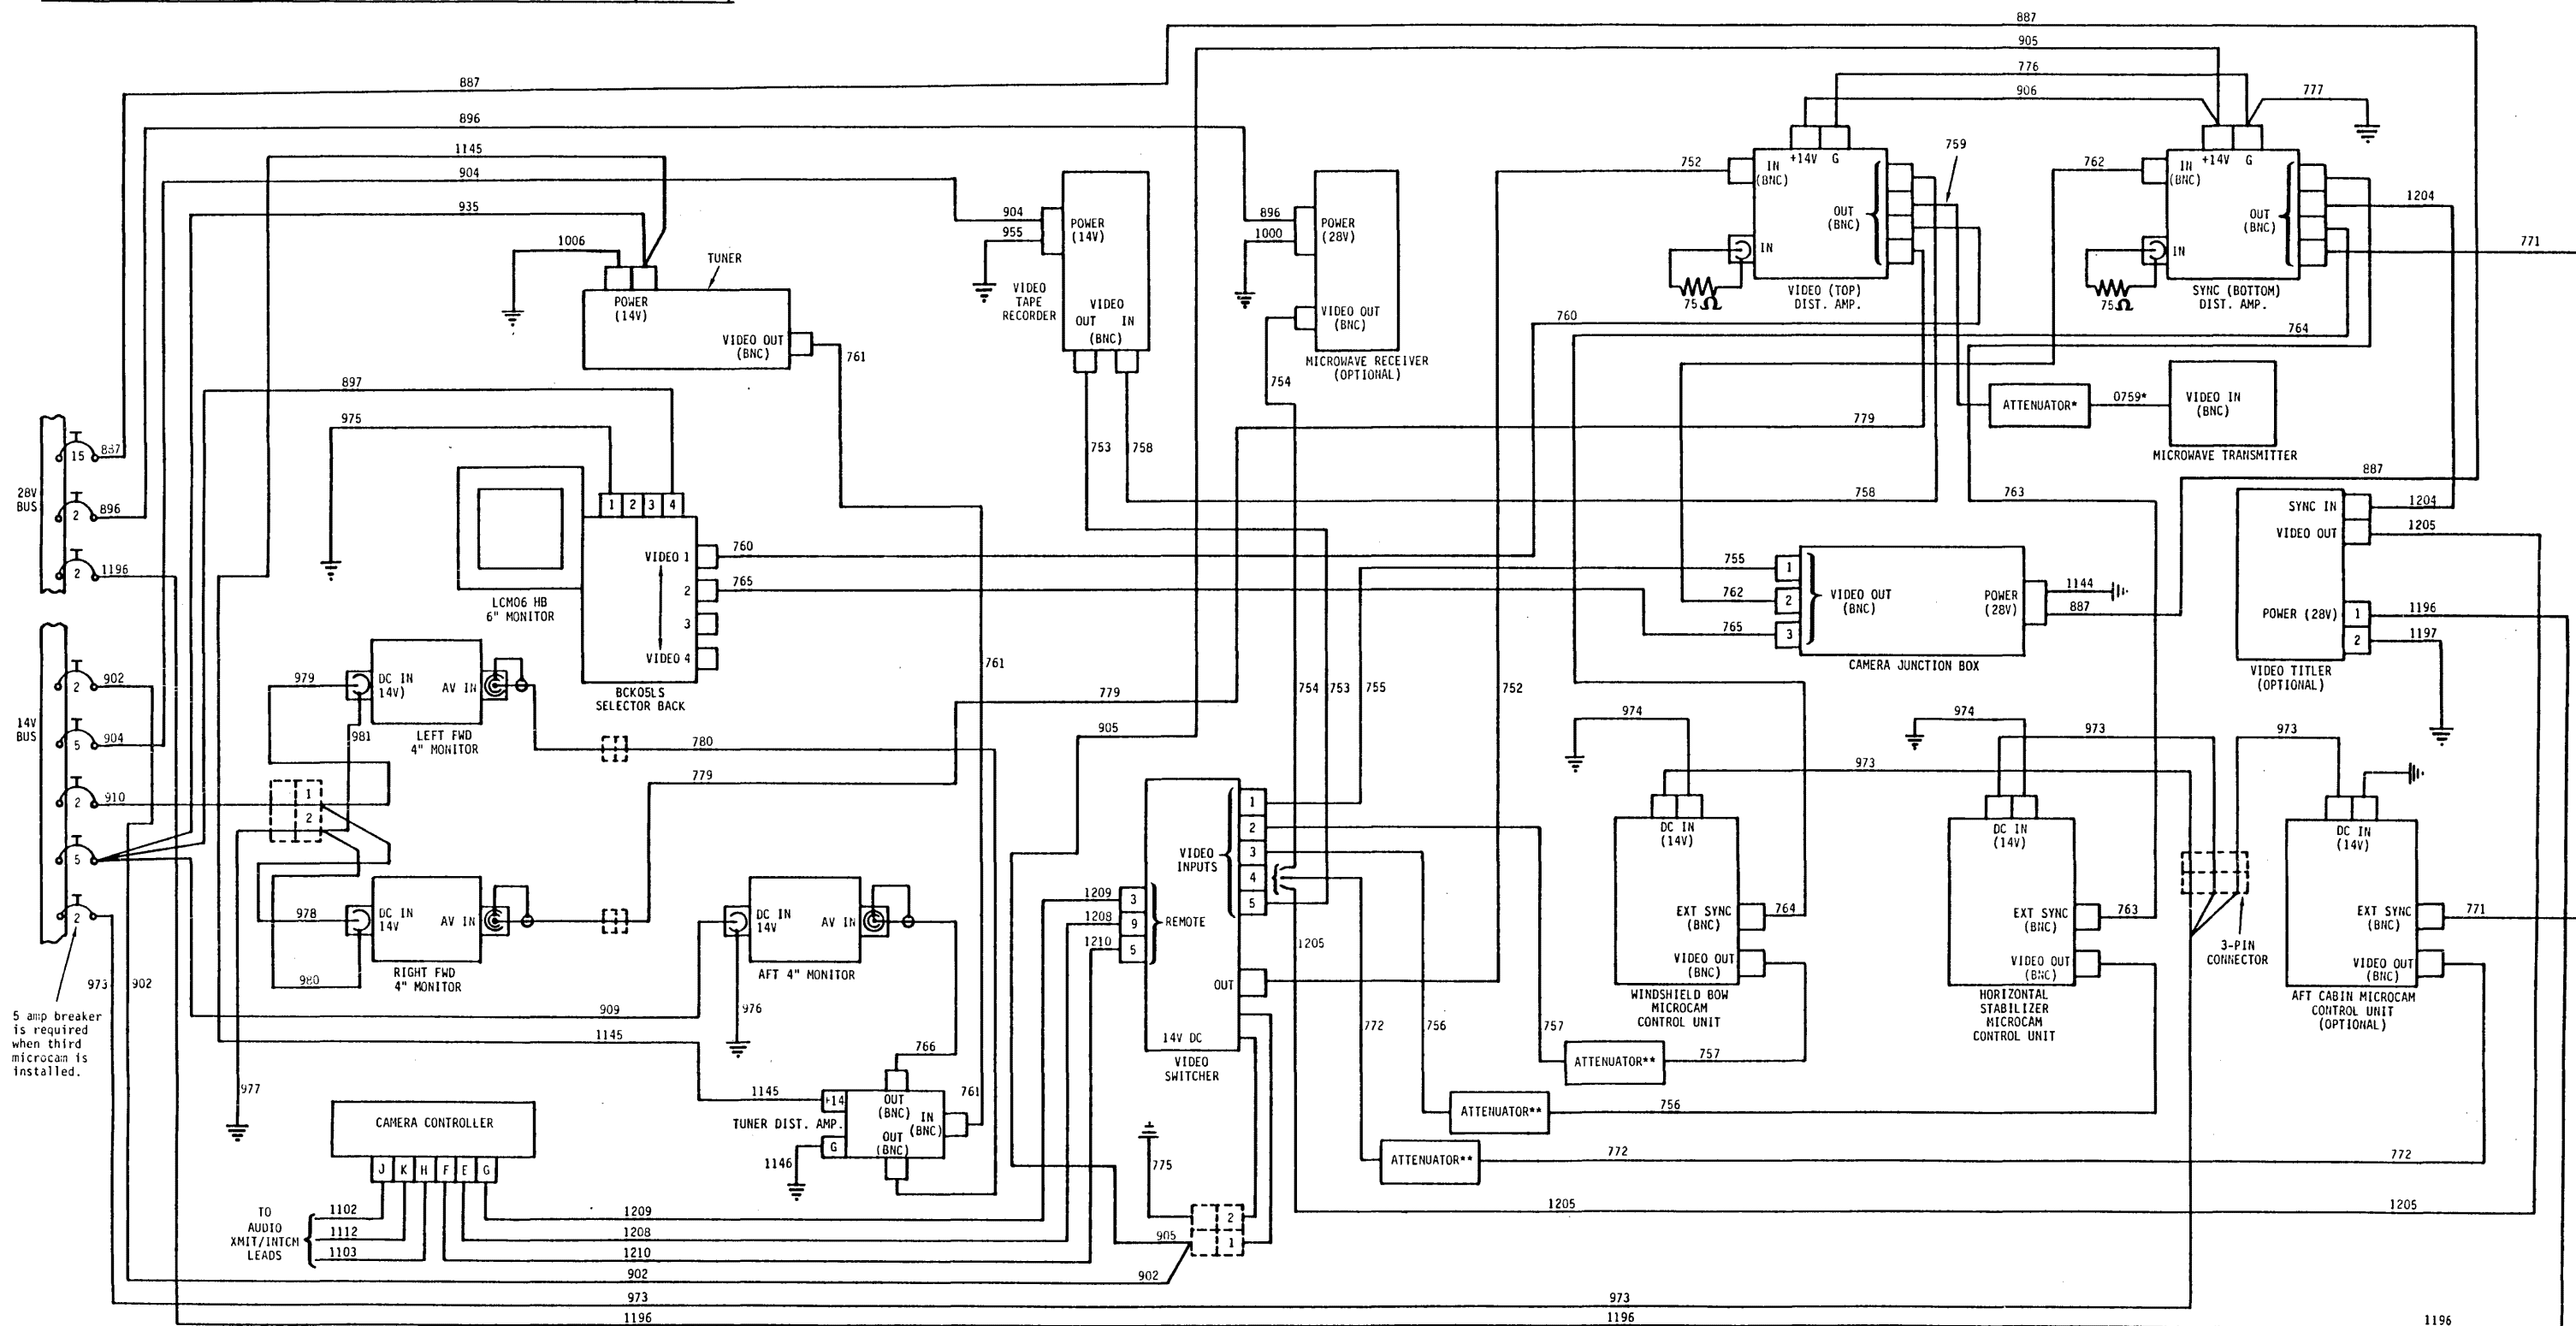 887
905
776
906
777
887
896
1145
904
935
1006
TUNER
POWER
(14V)
VIDEO OUT
(BNC)
761
904
955
POWER
(14V)
VIDEO
TAPE
RECORDER
VIDEO
OUT IN
(BNC)
896
1000
POWER
(28V)
VIDEO OUT
(BNC)
MICROWAVE RECEIVER
(OPTIONAL)
754
752
IN
(BNC)
+14V G
OUT
(BNC)
IN
75Ω
VIDEO (TOP)
DIST. AMP.
759
762
IN
(BNC)
+14V G
OUT
(BNC)
IN
75Ω
SYNC (BOTTOM)
DIST. AMP.
1204
771
760
764
ATTENUATOR*
0759*
VIDEO IN
(BNC)
MICROWAVE TRANSMITTER
897
975
779
753
758
887
28V
BUS
15
887
2
896
2
1196
1 2 3 4
VIDEO 1
2
3
VIDEO 4
760
765
LCM06 HB
6" MONITOR
BCK05LS
SELECTOR BACK
758
763
SYNC IN
VIDEO OUT
1204
1205
POWER (28V)
1
2
1196
1197
VIDEO TITLER
(OPTIONAL)
755
762
765
1
2
3
VIDEO OUT
(BNC)
POWER
(28V)
1144
887
CAMERA JUNCTION BOX
14V
BUS
2
902
5
904
2
910
5
2
979
DC IN
14V)
AV IN
981
LEFT FWD
4" MONITOR
780
779
779
761
905
754
753
755
752
1
2
978
DC IN
14V
AV IN
980
RIGHT FWD
4" MONITOR
DC IN
14V
AV IN
AFT 4" MONITOR
976
909
1145
766
VIDEO
INPUTS
1
2
3
4
5
1209
1208
1210
3
9
5
REMOTE
OUT
14V DC
VIDEO
SWITCHER
1205
772
756
757
974
973
DC IN
(14V)
EXT SYNC
(BNC)
764
VIDEO OUT
(BNC)
WINDSHIELD BOW
MICROCAM
CONTROL UNIT
974
973
DC IN
(14V)
EXT SYNC
(BNC)
763
VIDEO OUT
(BNC)
HORIZONTAL
STABILIZER
MICROCAM
CONTROL UNIT
973
3-PIN
CONNECTOR
DC IN
(14V)
EXT SYNC
(BNC)
771
VIDEO OUT
(BNC)
AFT CABIN MICROCAM
CONTROL UNIT
(OPTIONAL)
973
902
5 amp breaker
is required
when third
microcam is
installed.
977
ATTENUATOR**
757
ATTENUATOR**
756
ATTENUATOR**
772
772
1145
+14
OUT
(BNC)
IN
(BNC)
OUT
(BNC)
761
TUNER DIST. AMP.
G
1146
CAMERA CONTROLLER
J K H F E G
TO
AUDIO
XMIT/INTCM
LEADS
1102
1112
1103
1209
1208
1210
775
2
1
905
1205
1205
902
902
973
973
1196
1196
1196